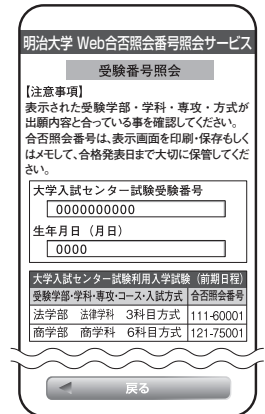 明治大学 Web合否照会番号照会サービス
受験番号照会
【注意事項】
表示された受験学部・学科・専攻・方式が
出願内容と合っている事を確認してください。
合否照会番号は、表示画面を印刷・保存もしく
はメモして、合格発表日まで大切に保管してくだ
さい。
大学入試センター試験受験番号
0000000000
生年月日（月日）
0000
大学入試センター試験利用入学試験（前期日程）
受験学部・学科・専攻・コース・入試方式 合否照会番号
法学部 法律学科 3科目方式 111-60001
商学部 商学科 6科目方式 121-75001
戻る